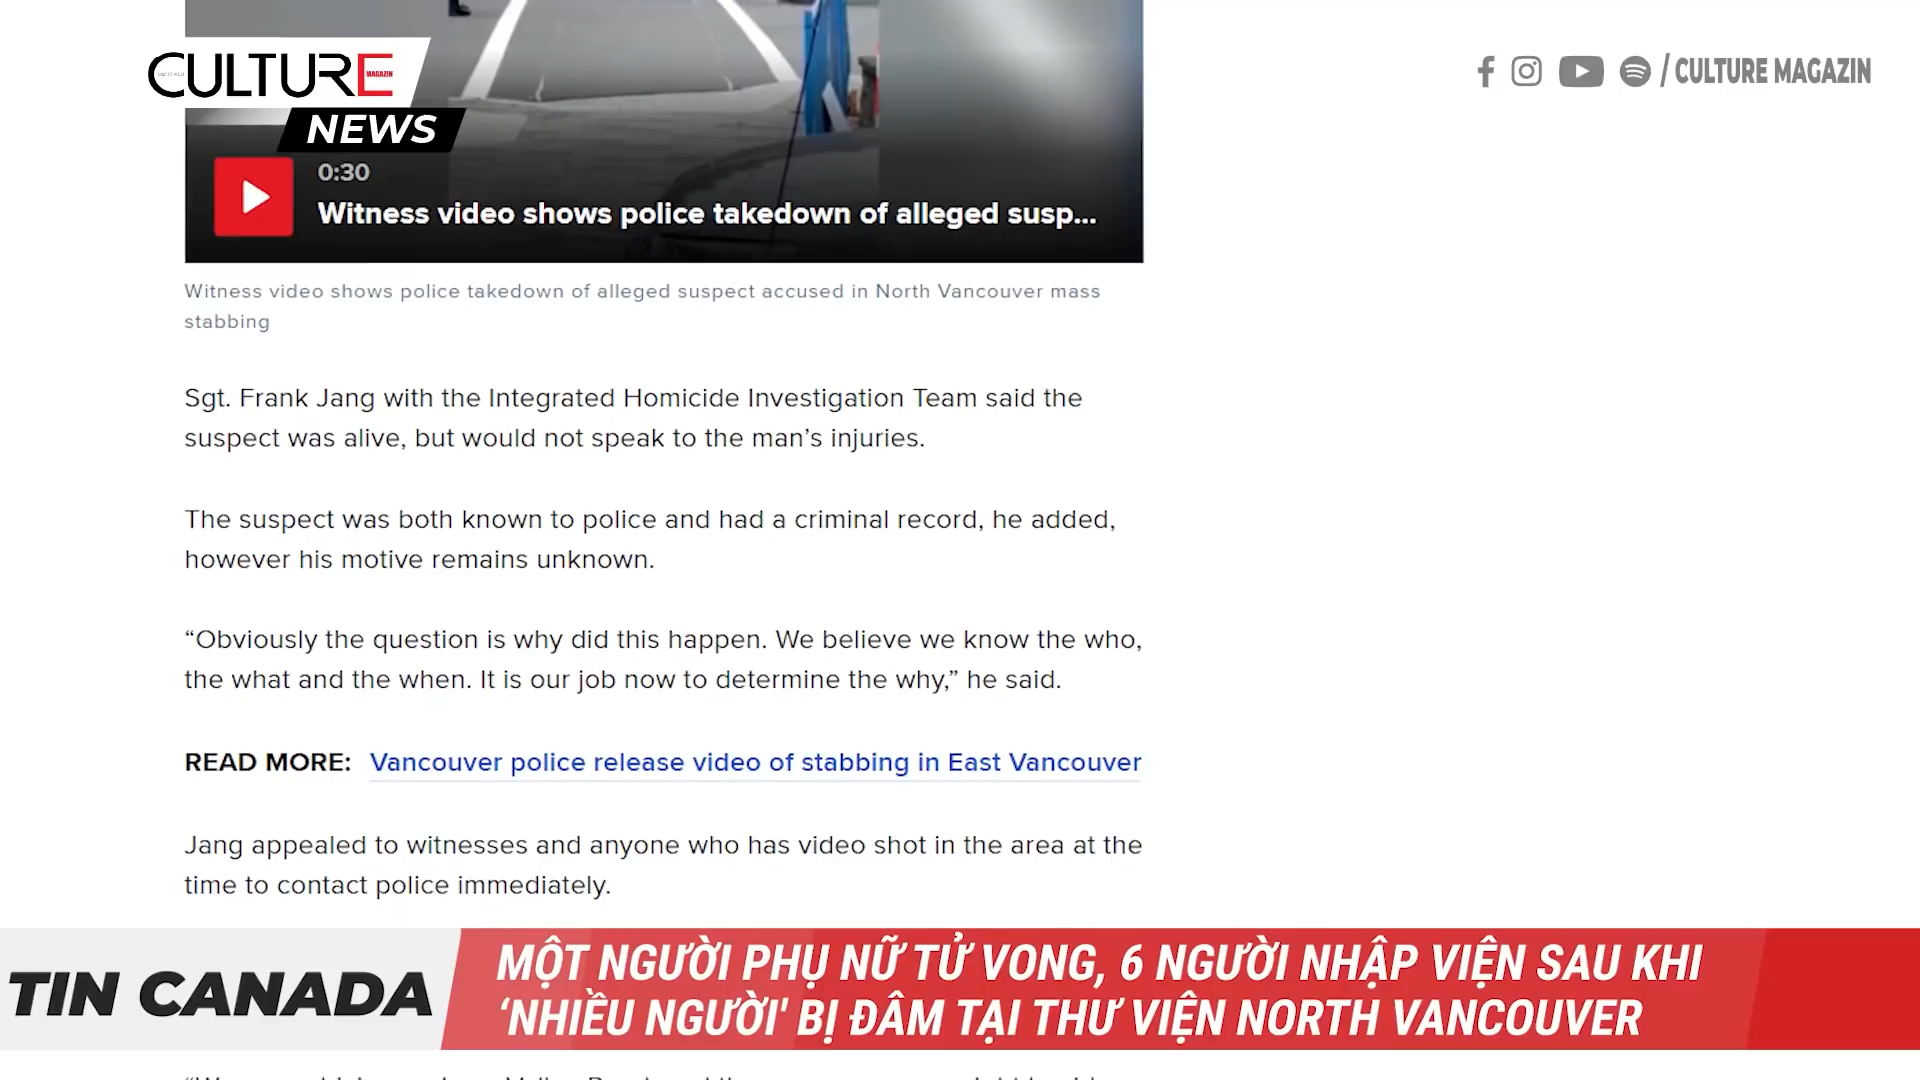 CULTURE
MAGAZIN
NEWS
/ CULTURE MAGAZIN
0:30
Witness video shows police takedown of alleged susp...
Witness video shows police takedown of alleged suspect accused in North Vancouver mass
stabbing
Sgt. Frank Jang with the Integrated Homicide Investigation Team said the
suspect was alive, but would not speak to the man’s injuries.
The suspect was both known to police and had a criminal record, he added,
however his motive remains unknown.
“Obviously the question is why did this happen. We believe we know the who,
the what and the when. It is our job now to determine the why,” he said.
READ MORE: Vancouver police release video of stabbing in East Vancouver
Jang appealed to witnesses and anyone who has video shot in the area at the
time to contact police immediately.
TIN CANADA
MỘT NGƯỜI PHỤ NỮ TỬ VONG, 6 NGƯỜI NHẬP VIỆN SAU KHI
‘NHIỀU NGƯỜI' BỊ ĐÂM TẠI THƯ VIỆN NORTH VANCOUVER